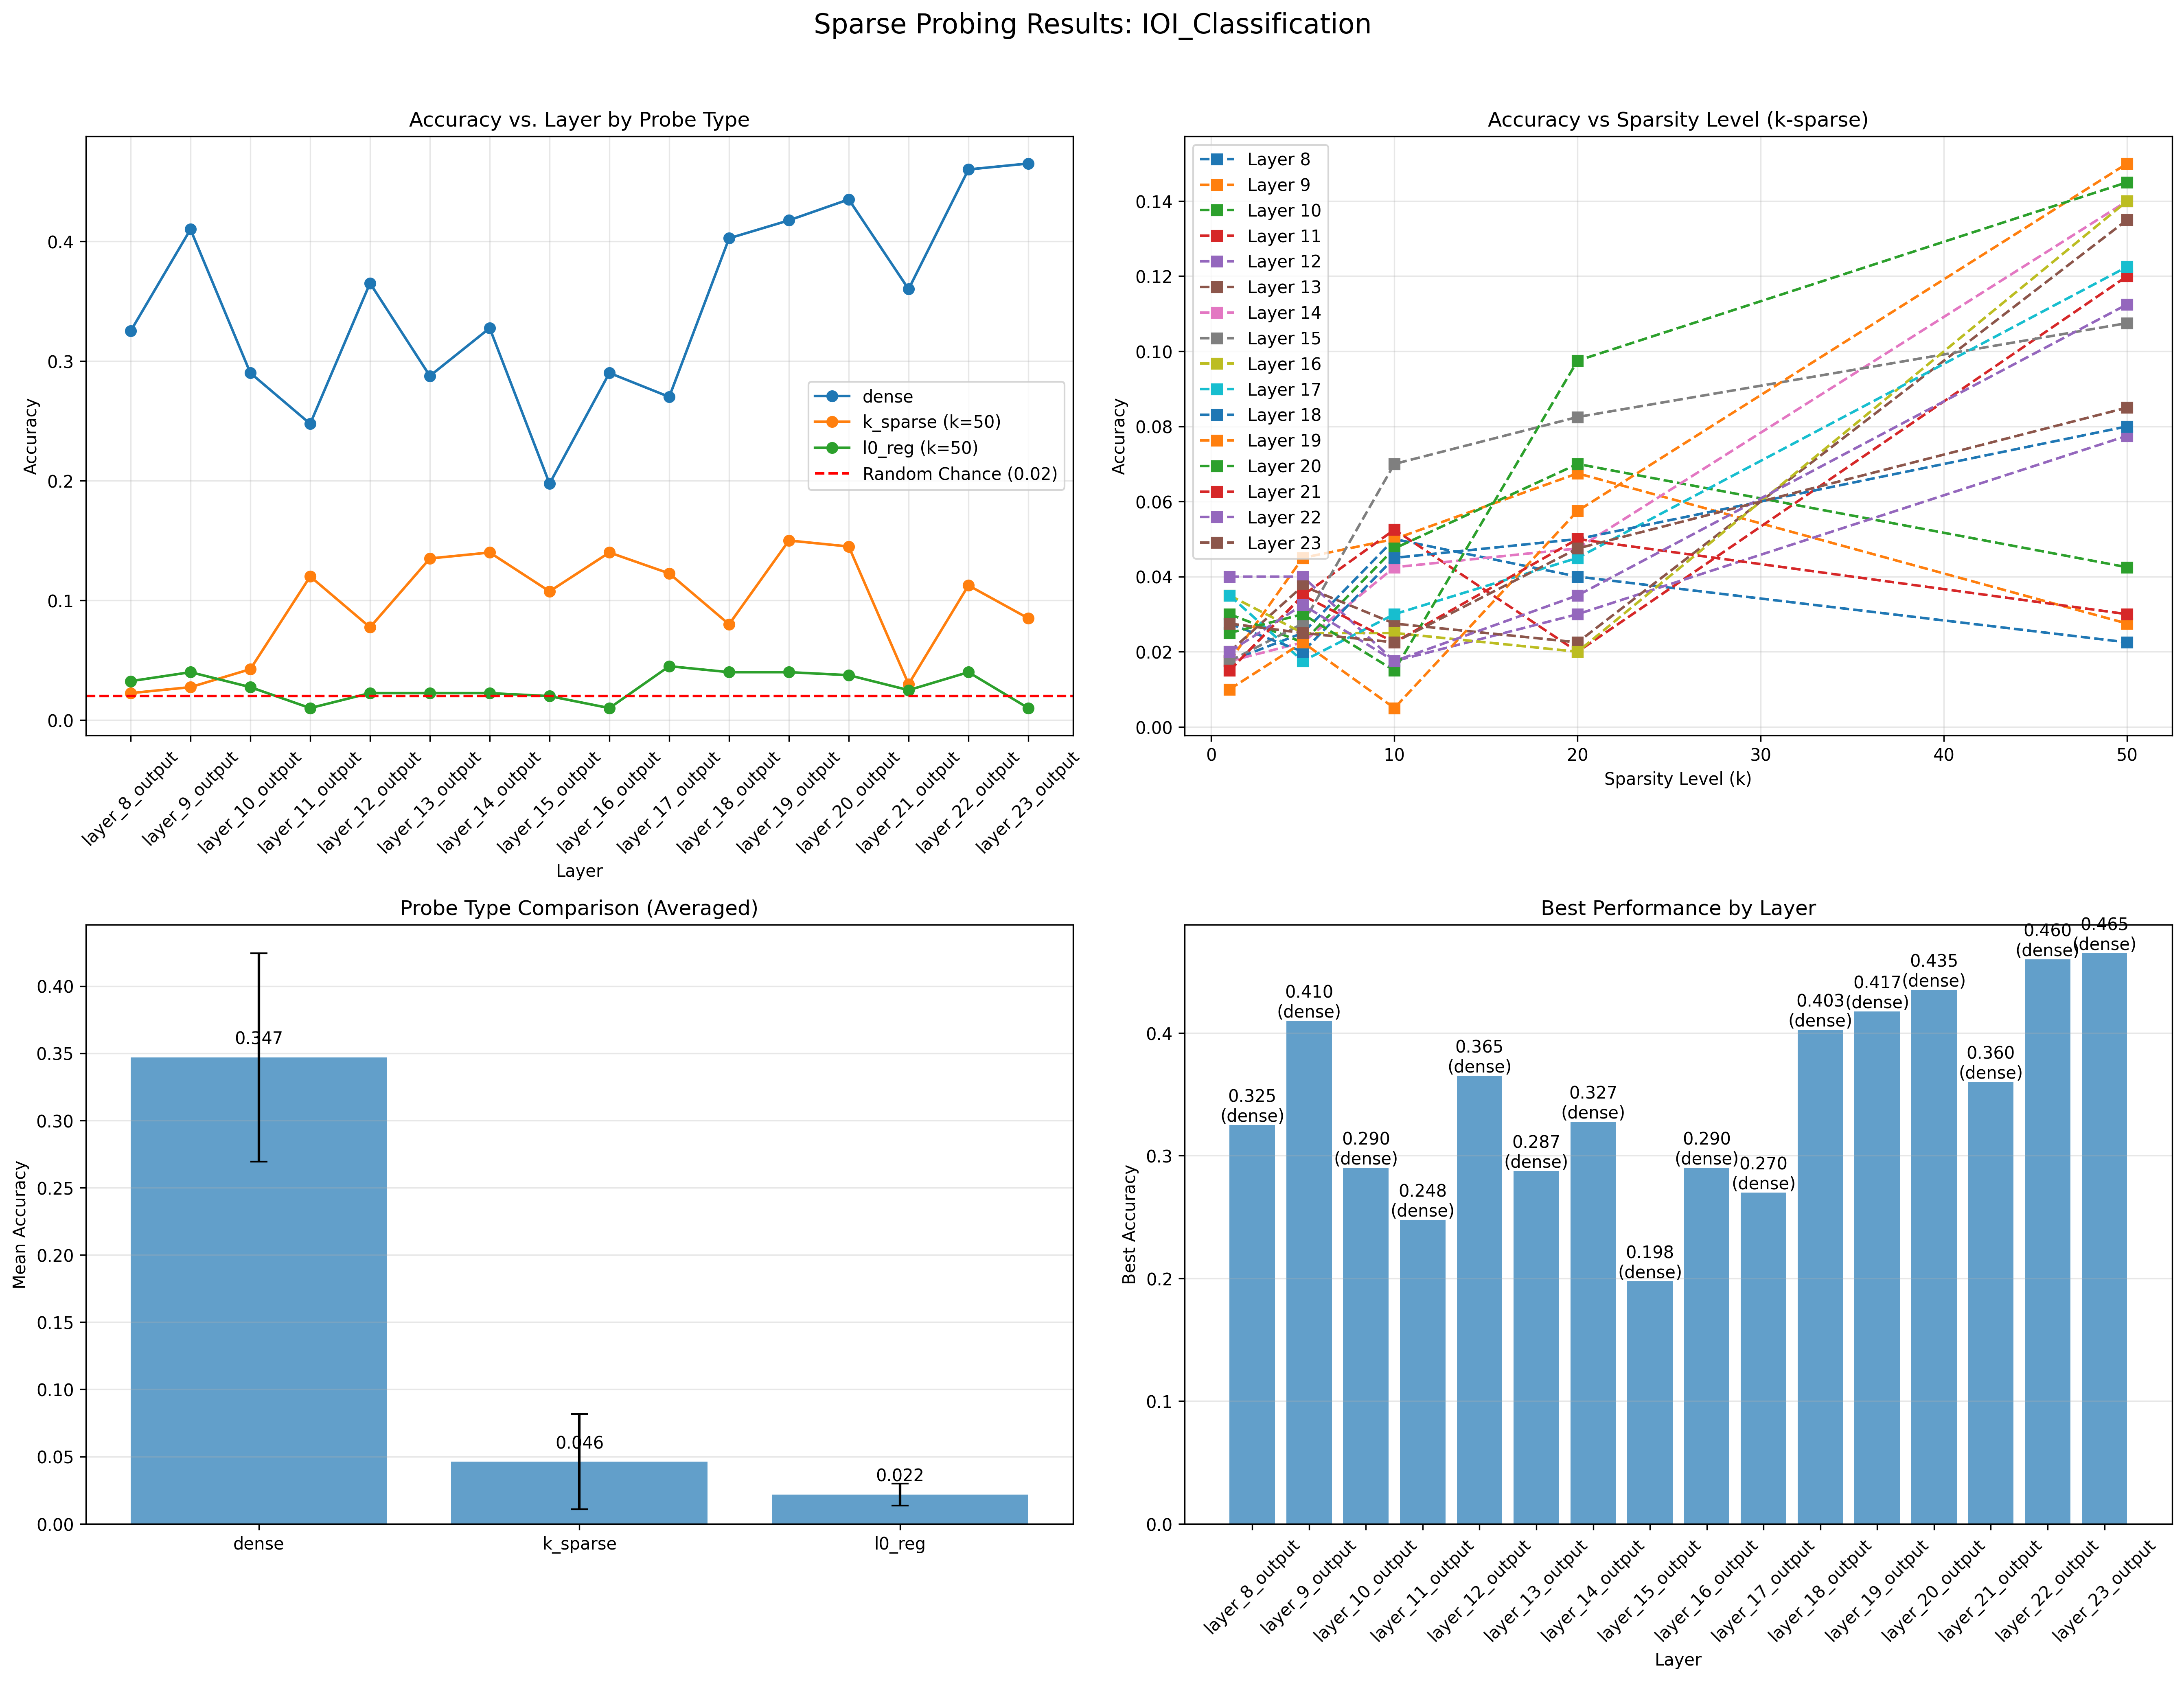 Sparse Probing Results: IOI_Classification
Accuracy vs. Layer by Probe Type
Accuracy
0.4
0.3
0.2
0.1
0.0
dense
k_sparse (k=50)
l0_reg (k=50)
Random Chance (0.02)
layer_8_output
layer_9_output
layer_10_output
layer_11_output
layer_12_output
layer_13_output
layer_14_output
layer_15_output
layer_16_output
layer_17_output
layer_18_output
layer_19_output
layer_20_output
layer_21_output
layer_22_output
layer_23_output
Layer
Accuracy vs Sparsity Level (k-sparse)
Accuracy
0.14
0.12
0.10
0.08
0.06
0.04
0.02
0.00
Layer 8
Layer 9
Layer 10
Layer 11
Layer 12
Layer 13
Layer 14
Layer 15
Layer 16
Layer 17
Layer 18
Layer 19
Layer 20
Layer 21
Layer 22
Layer 23
0
10
20
30
40
50
Sparsity Level (k)
Probe Type Comparison (Averaged)
Mean Accuracy
0.40
0.35
0.30
0.25
0.20
0.15
0.10
0.05
0.00
0.347
0.046
0.022
dense
k_sparse
l0_reg
Best Performance by Layer
Best Accuracy
0.4
0.3
0.2
0.1
0.0
0.325
(dense)
0.410
(dense)
0.290
(dense)
0.248
(dense)
0.365
(dense)
0.287
(dense)
0.327
(dense)
0.198
(dense)
0.290
(dense)
0.270
(dense)
0.403
(dense)
0.417
(dense)
0.435
(dense)
0.360
(dense)
0.460
(dense)
0.465
(dense)
layer_8_output
layer_9_output
layer_10_output
layer_11_output
layer_12_output
layer_13_output
layer_14_output
layer_15_output
layer_16_output
layer_17_output
layer_18_output
layer_19_output
layer_20_output
layer_21_output
layer_22_output
layer_23_output
Layer